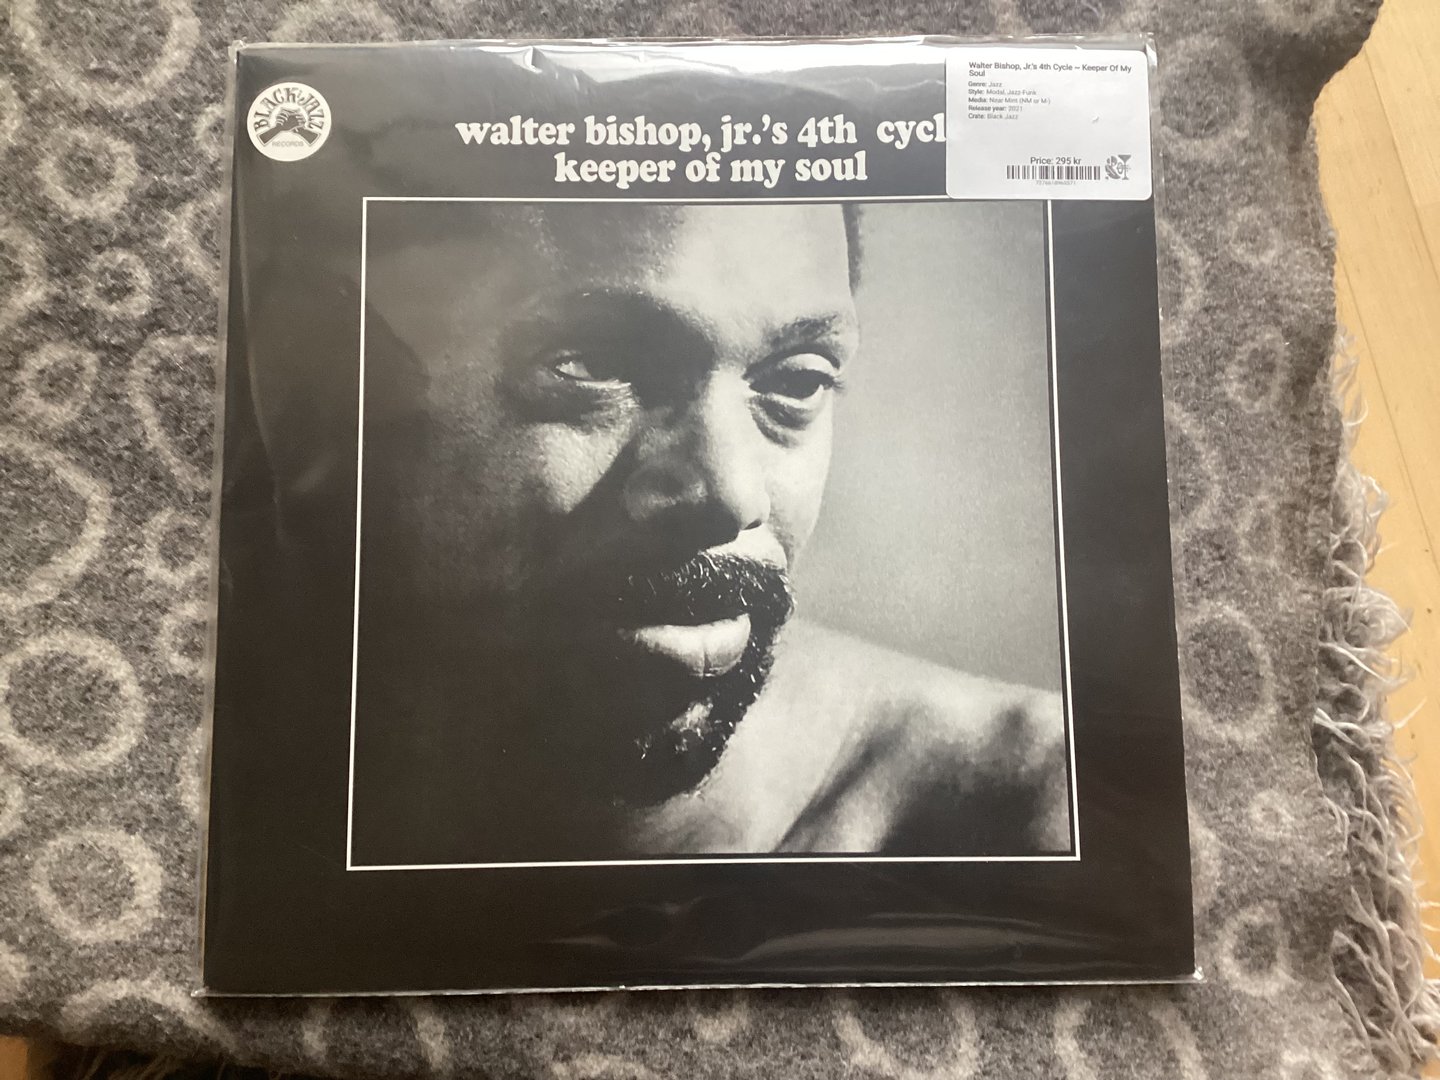 BLACK JAZZ
RECORDS
walter bishop, jr.'s 4th cycl
keeper of my soul
Walter Bishop, Jr.'s 4th Cycle ~ Keeper Of My
Soul
Genre: Jazz
Style: Modal, Jazz-Funk
Media: Near Mint (NM or M-)
Release year: 2021
Crate: Black Jazz
Price: 295 kr